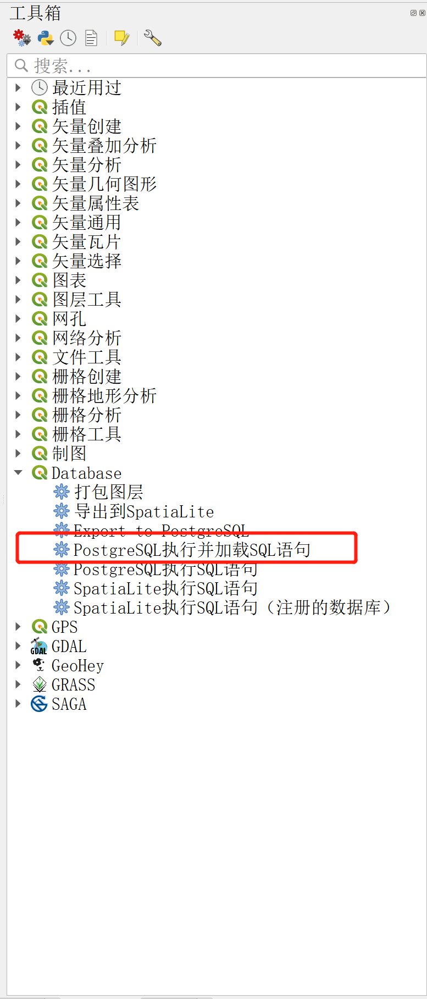 工具箱
搜索...
最近用过
插值
矢量创建
矢量叠加分析
矢量分析
矢量几何图形
矢量属性表
矢量通用
矢量瓦片
矢量选择
图表
图层工具
网孔
网络分析
文件工具
栅格创建
栅格地形分析
栅格分析
栅格工具
制图
Database
打包图层
导出到SpatiaLite
Export to PostgreSQL
PostgreSQL执行并加载SQL语句
PostgreSQL执行SQL语句
SpatiaLite执行SQL语句
SpatiaLite执行SQL语句（注册的数据库）
GPS
GDAL GDAL
GeoHey
GRASS
SAGA